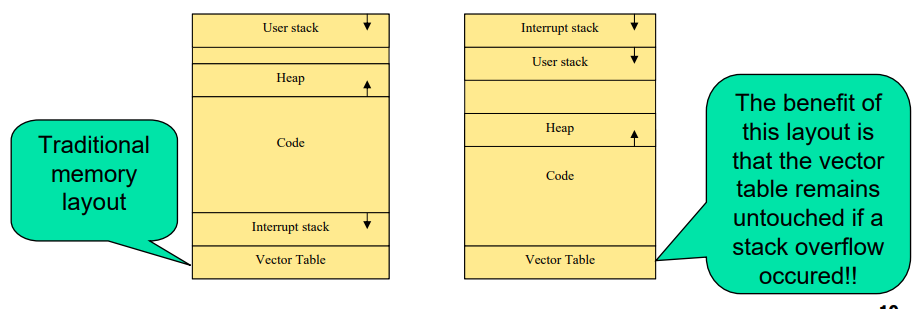 User stack
Heap
Code
Interrupt stack
Vector Table
Traditional
memory
layout
Interrupt stack
User stack
Heap
Code
Vector Table
The benefit of
this layout is
that the vector
table remains
untouched if a
stack overflow
occured!!